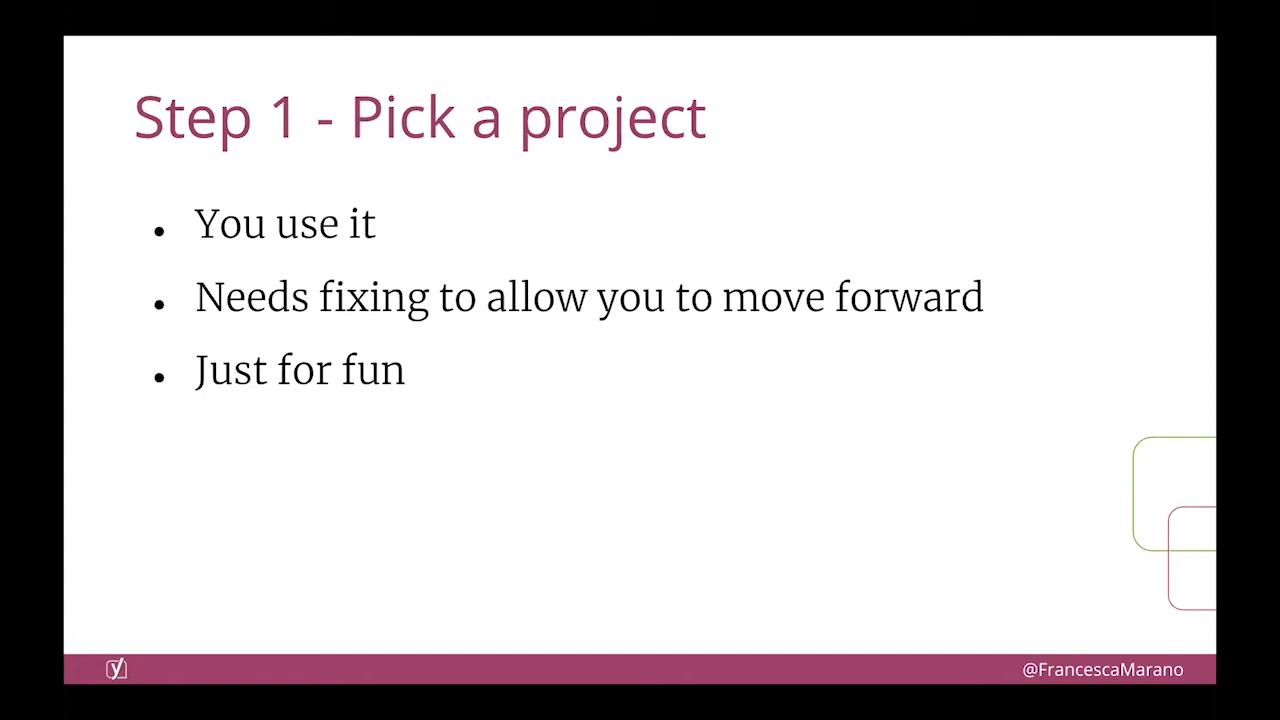 Step 1 - Pick a project
• You use it
• Needs fixing to allow you to move forward
• Just for fun
y
@FrancescaMarano